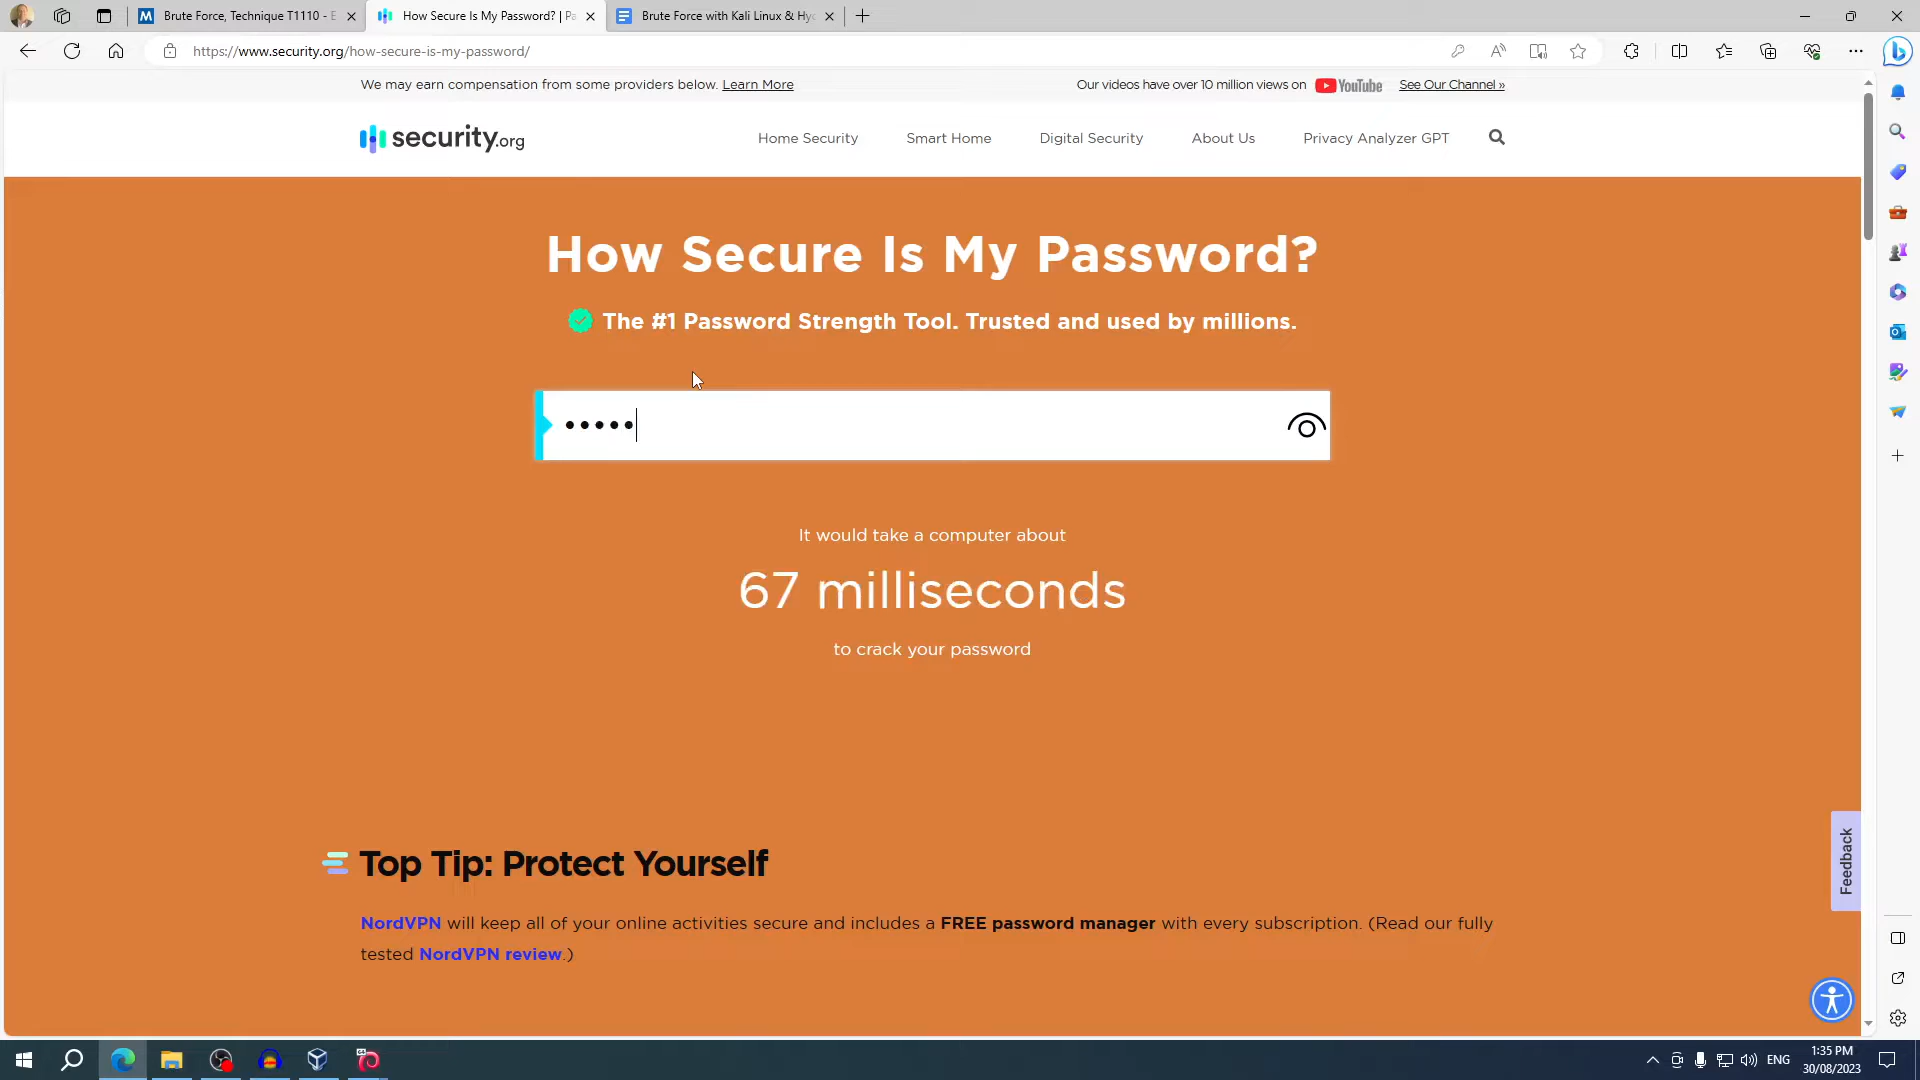 Brute Force, Technique T1110 - E
How Secure Is My Password? | Pa
Brute Force with Kali Linux & Hyd
https://www.security.org/how-secure-is-my-password/
We may earn compensation from some providers below. Learn More
Our videos have over 10 million views on YouTube See Our Channel »
security.org
Home Security
Smart Home
Digital Security
About Us
Privacy Analyzer GPT
How Secure Is My Password?
The #1 Password Strength Tool. Trusted and used by millions.
It would take a computer about
67 milliseconds
to crack your password
Feedback
Top Tip: Protect Yourself
NordVPN will keep all of your online activities secure and includes a FREE password manager with every subscription. (Read our fully
tested NordVPN review.)
ENG
1:35 PM
30/08/2023